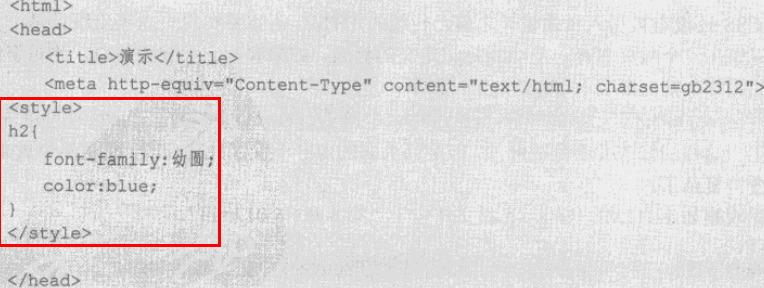 <html>
<head>
<title>演示</title>
<meta http-equiv="Content-Type" content="text/html; charset=gb2312">
<style>
h2{
font-family:幼圆;
color:blue;
}
</style>
</head>